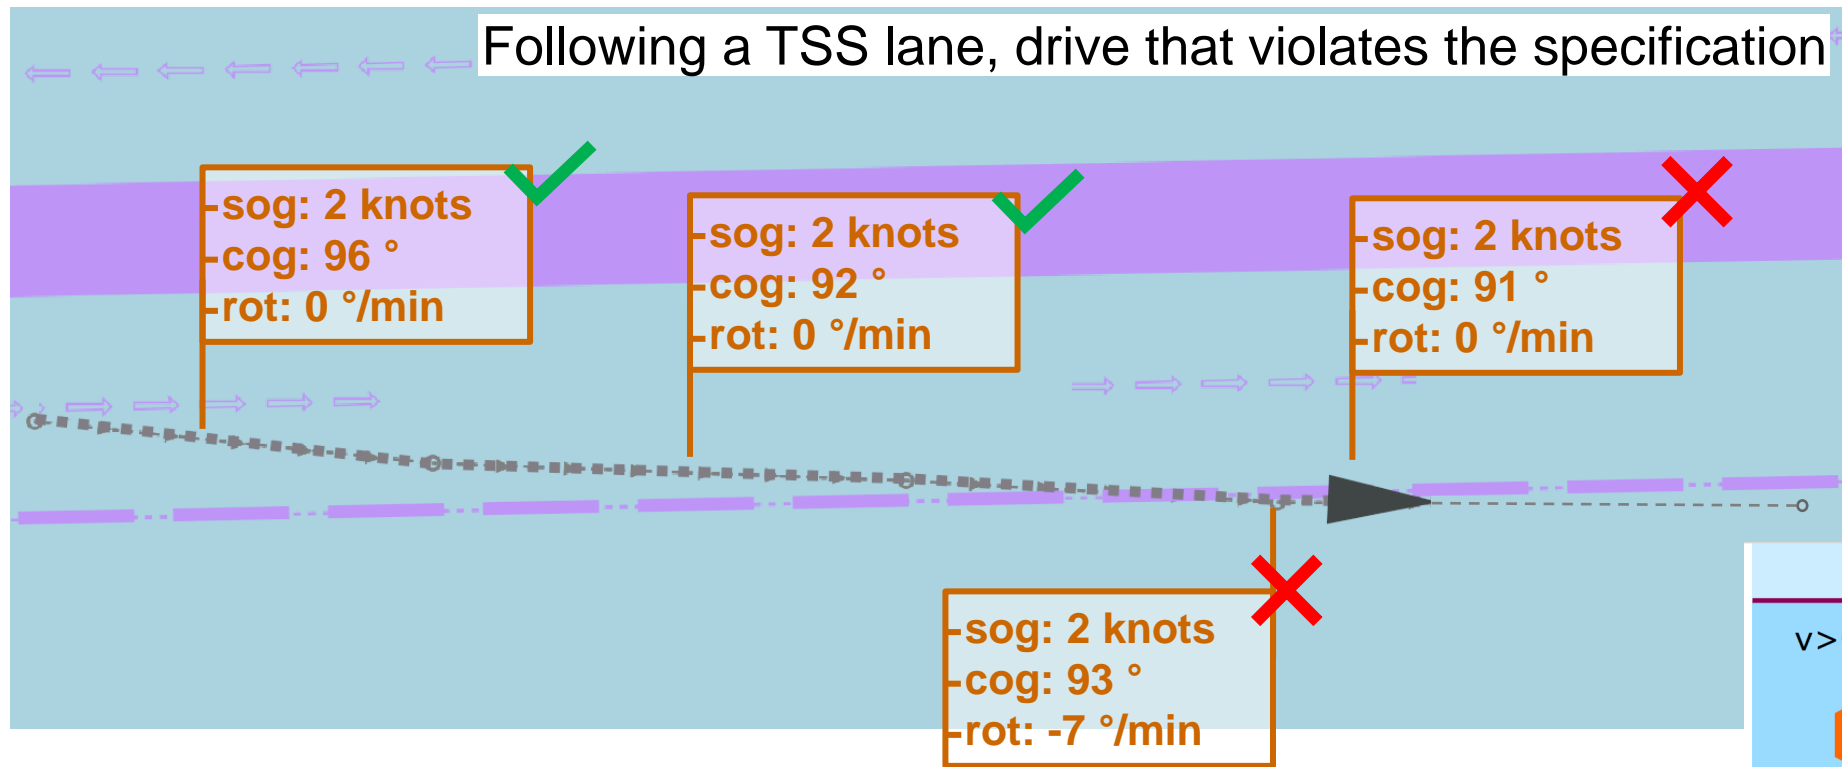 Following a TSS lane, drive that violates the specification
sog: 2 knots
cog: 96 °
rot: 0 °/min
sog: 2 knots
cog: 92 °
rot: 0 °/min
sog: 2 knots
cog: 91 °
rot: 0 °/min
sog: 2 knots
cog: 93 °
rot: -7 °/min
v>